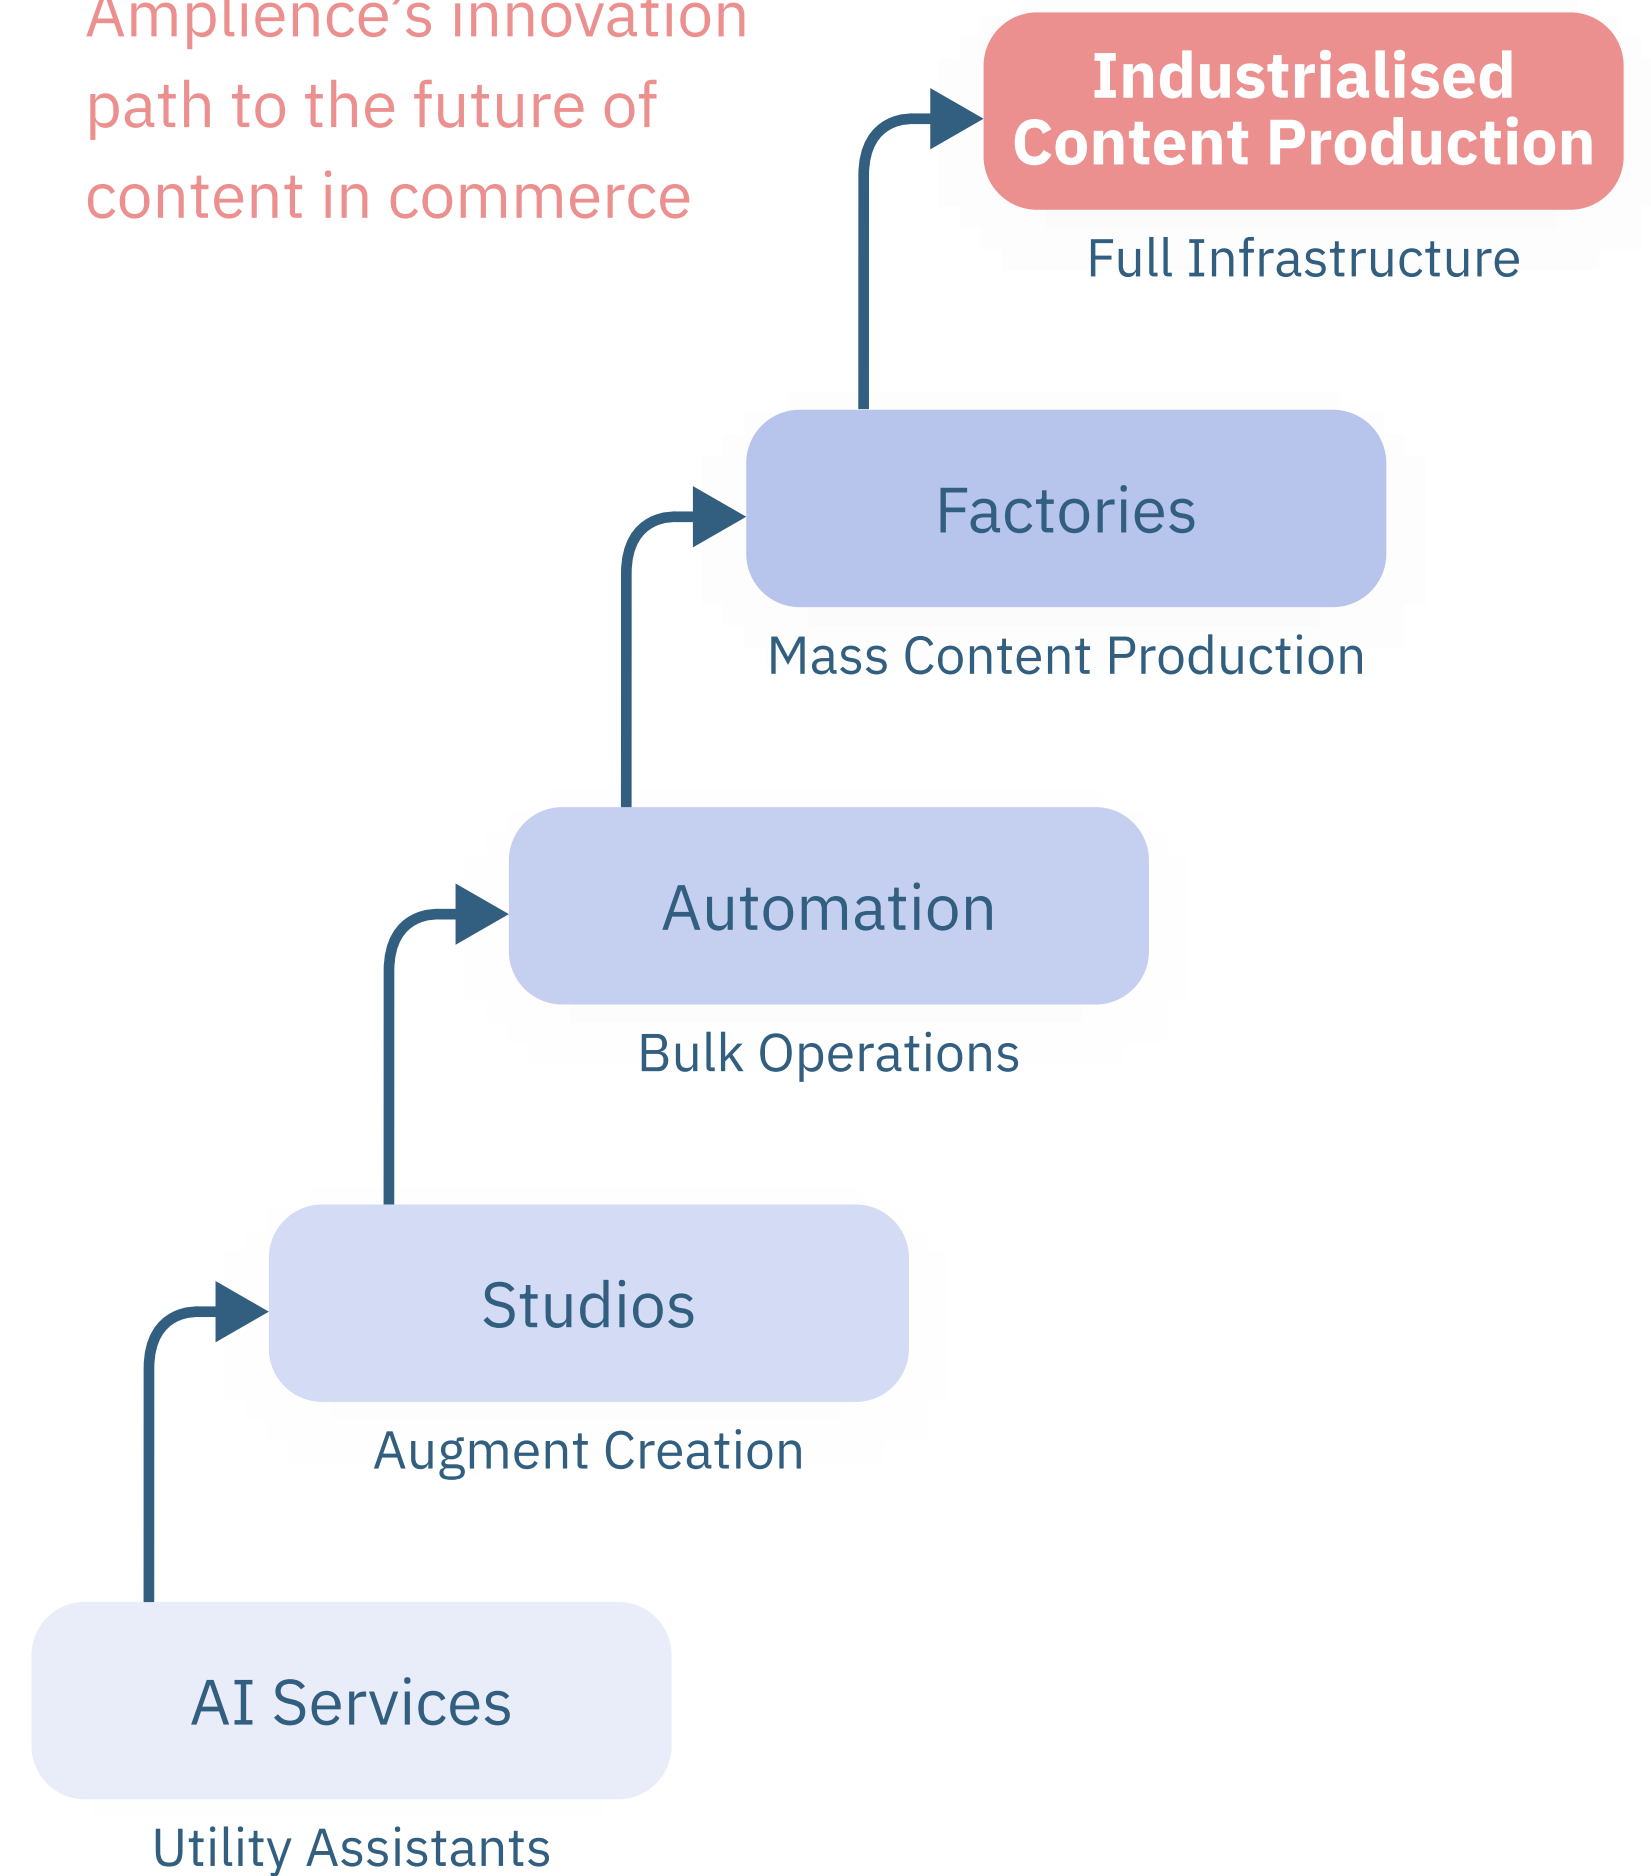 Amplience's innovation
path to the future of
content in commerce
Industrialised
Content Production
Full Infrastructure
Factories
Mass Content Production
Automation
Bulk Operations
Studios
Augment Creation
AI Services
Utility Assistants